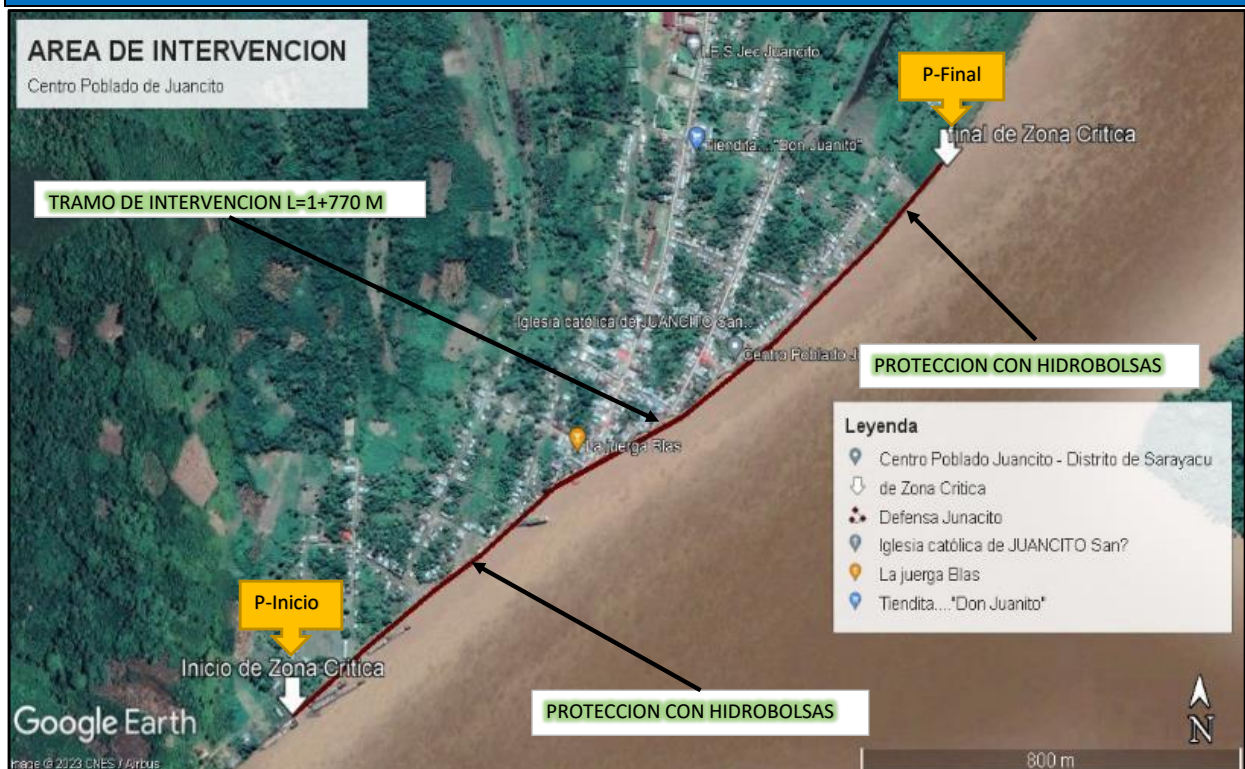 AREA DE INTERVENCION
Centro Poblado de Juancito
I.E.S Jec Juancito
P-Final
final de Zona Critica
Tiendita...."Don Juanito"
TRAMO DE INTERVENCION L=1+770 M
Iglesia católica de JUANCITO San...
Centro Poblado J
PROTECCION CON HIDROBOLSAS
La juerga Blas
Leyenda
Centro Poblado Juancito - Distrito de Sarayacu
de Zona Critica
Defensa Junacito
Iglesia católica de JUANCITO San?
La juerga Blas
Tiendita...."Don Juanito"
P-Inicio
Inicio de Zona Critica
PROTECCION CON HIDROBOLSAS
Google Earth
Image © 2023 CNES / Airbus
N
800 m